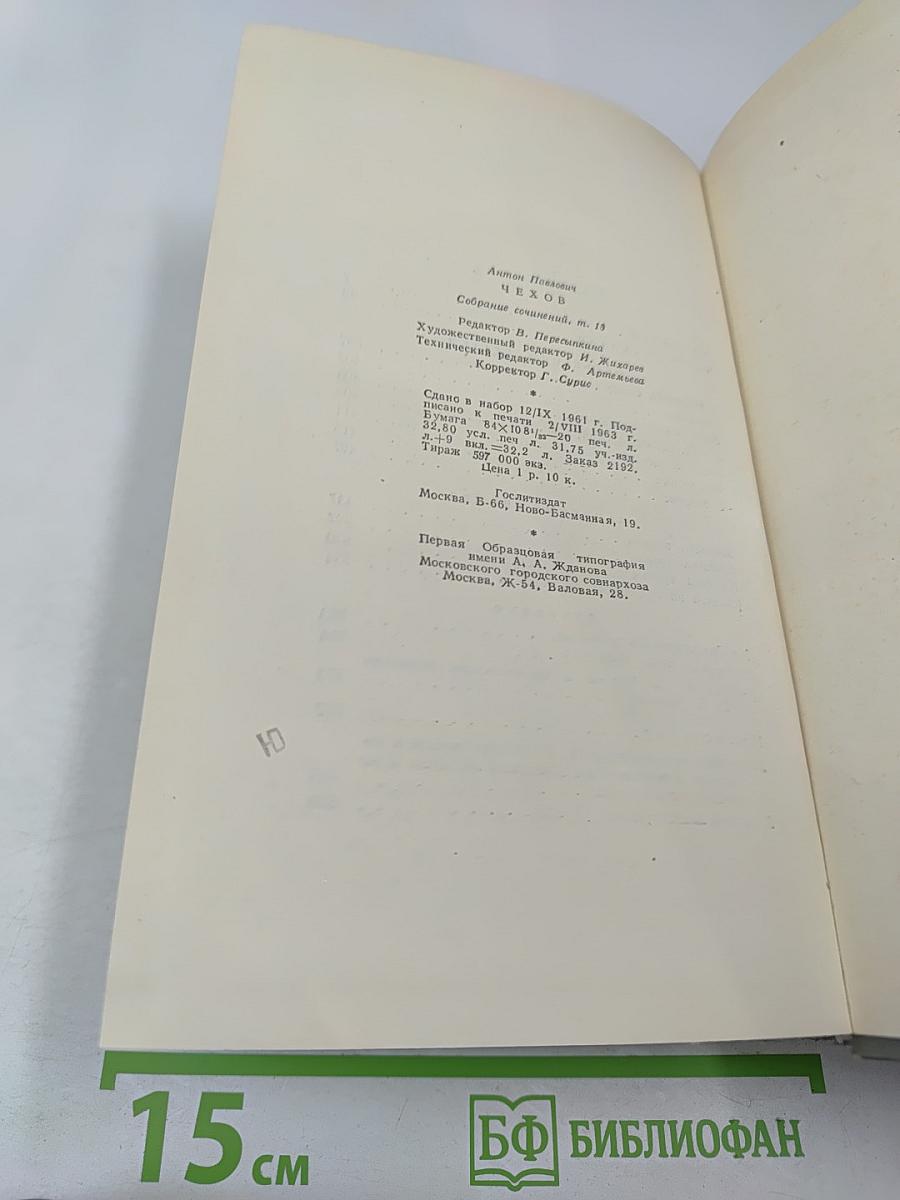 Антон Павлович
ЧЕХОВ
Собрание сочинений, т.
Редактор В. Пересыпкина
Художественный редактор И. Жихарев
Технический редактор Ф. Артемьева
Корректор Г. Сурис
*
Сдано в набор 12/IX 1961 г. Под-
писано к печати 2/VIII 1963 г.
Бумага 84×108¹/₃₂—20 печ. л.
32,80 усл. печ л. 31,75 уч.-изд.
л.+9 вкл.=32,2 л. Заказ 2192.
Тираж 597 000 экз.
Цена 1 р. 10 к.
Гослитиздат
Москва, Б-66, Ново-Басманная, 19.
*
Первая Образцовая типография
имени А. А. Жданова
Московского городского совнархоза
Москва, Ж-54, Валовая, 28.
Ю
15 см
БФ БИБЛИОФАН